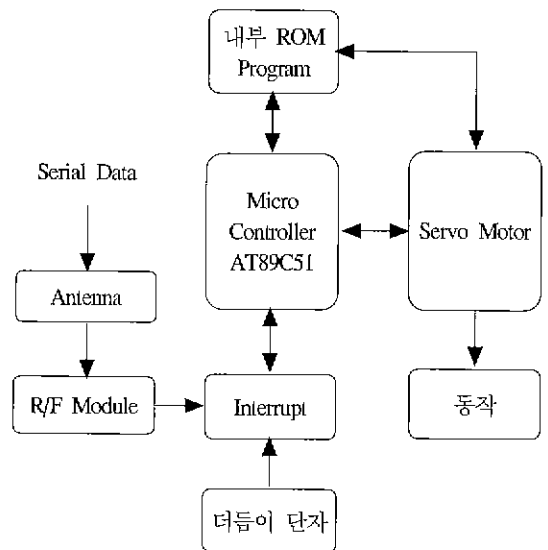 내부 ROM
Program
Serial Data
Micro
Controller
AT89C51
Servo Motor
Antenna
R/F Module
Interrupt
동작
더듬이 단자